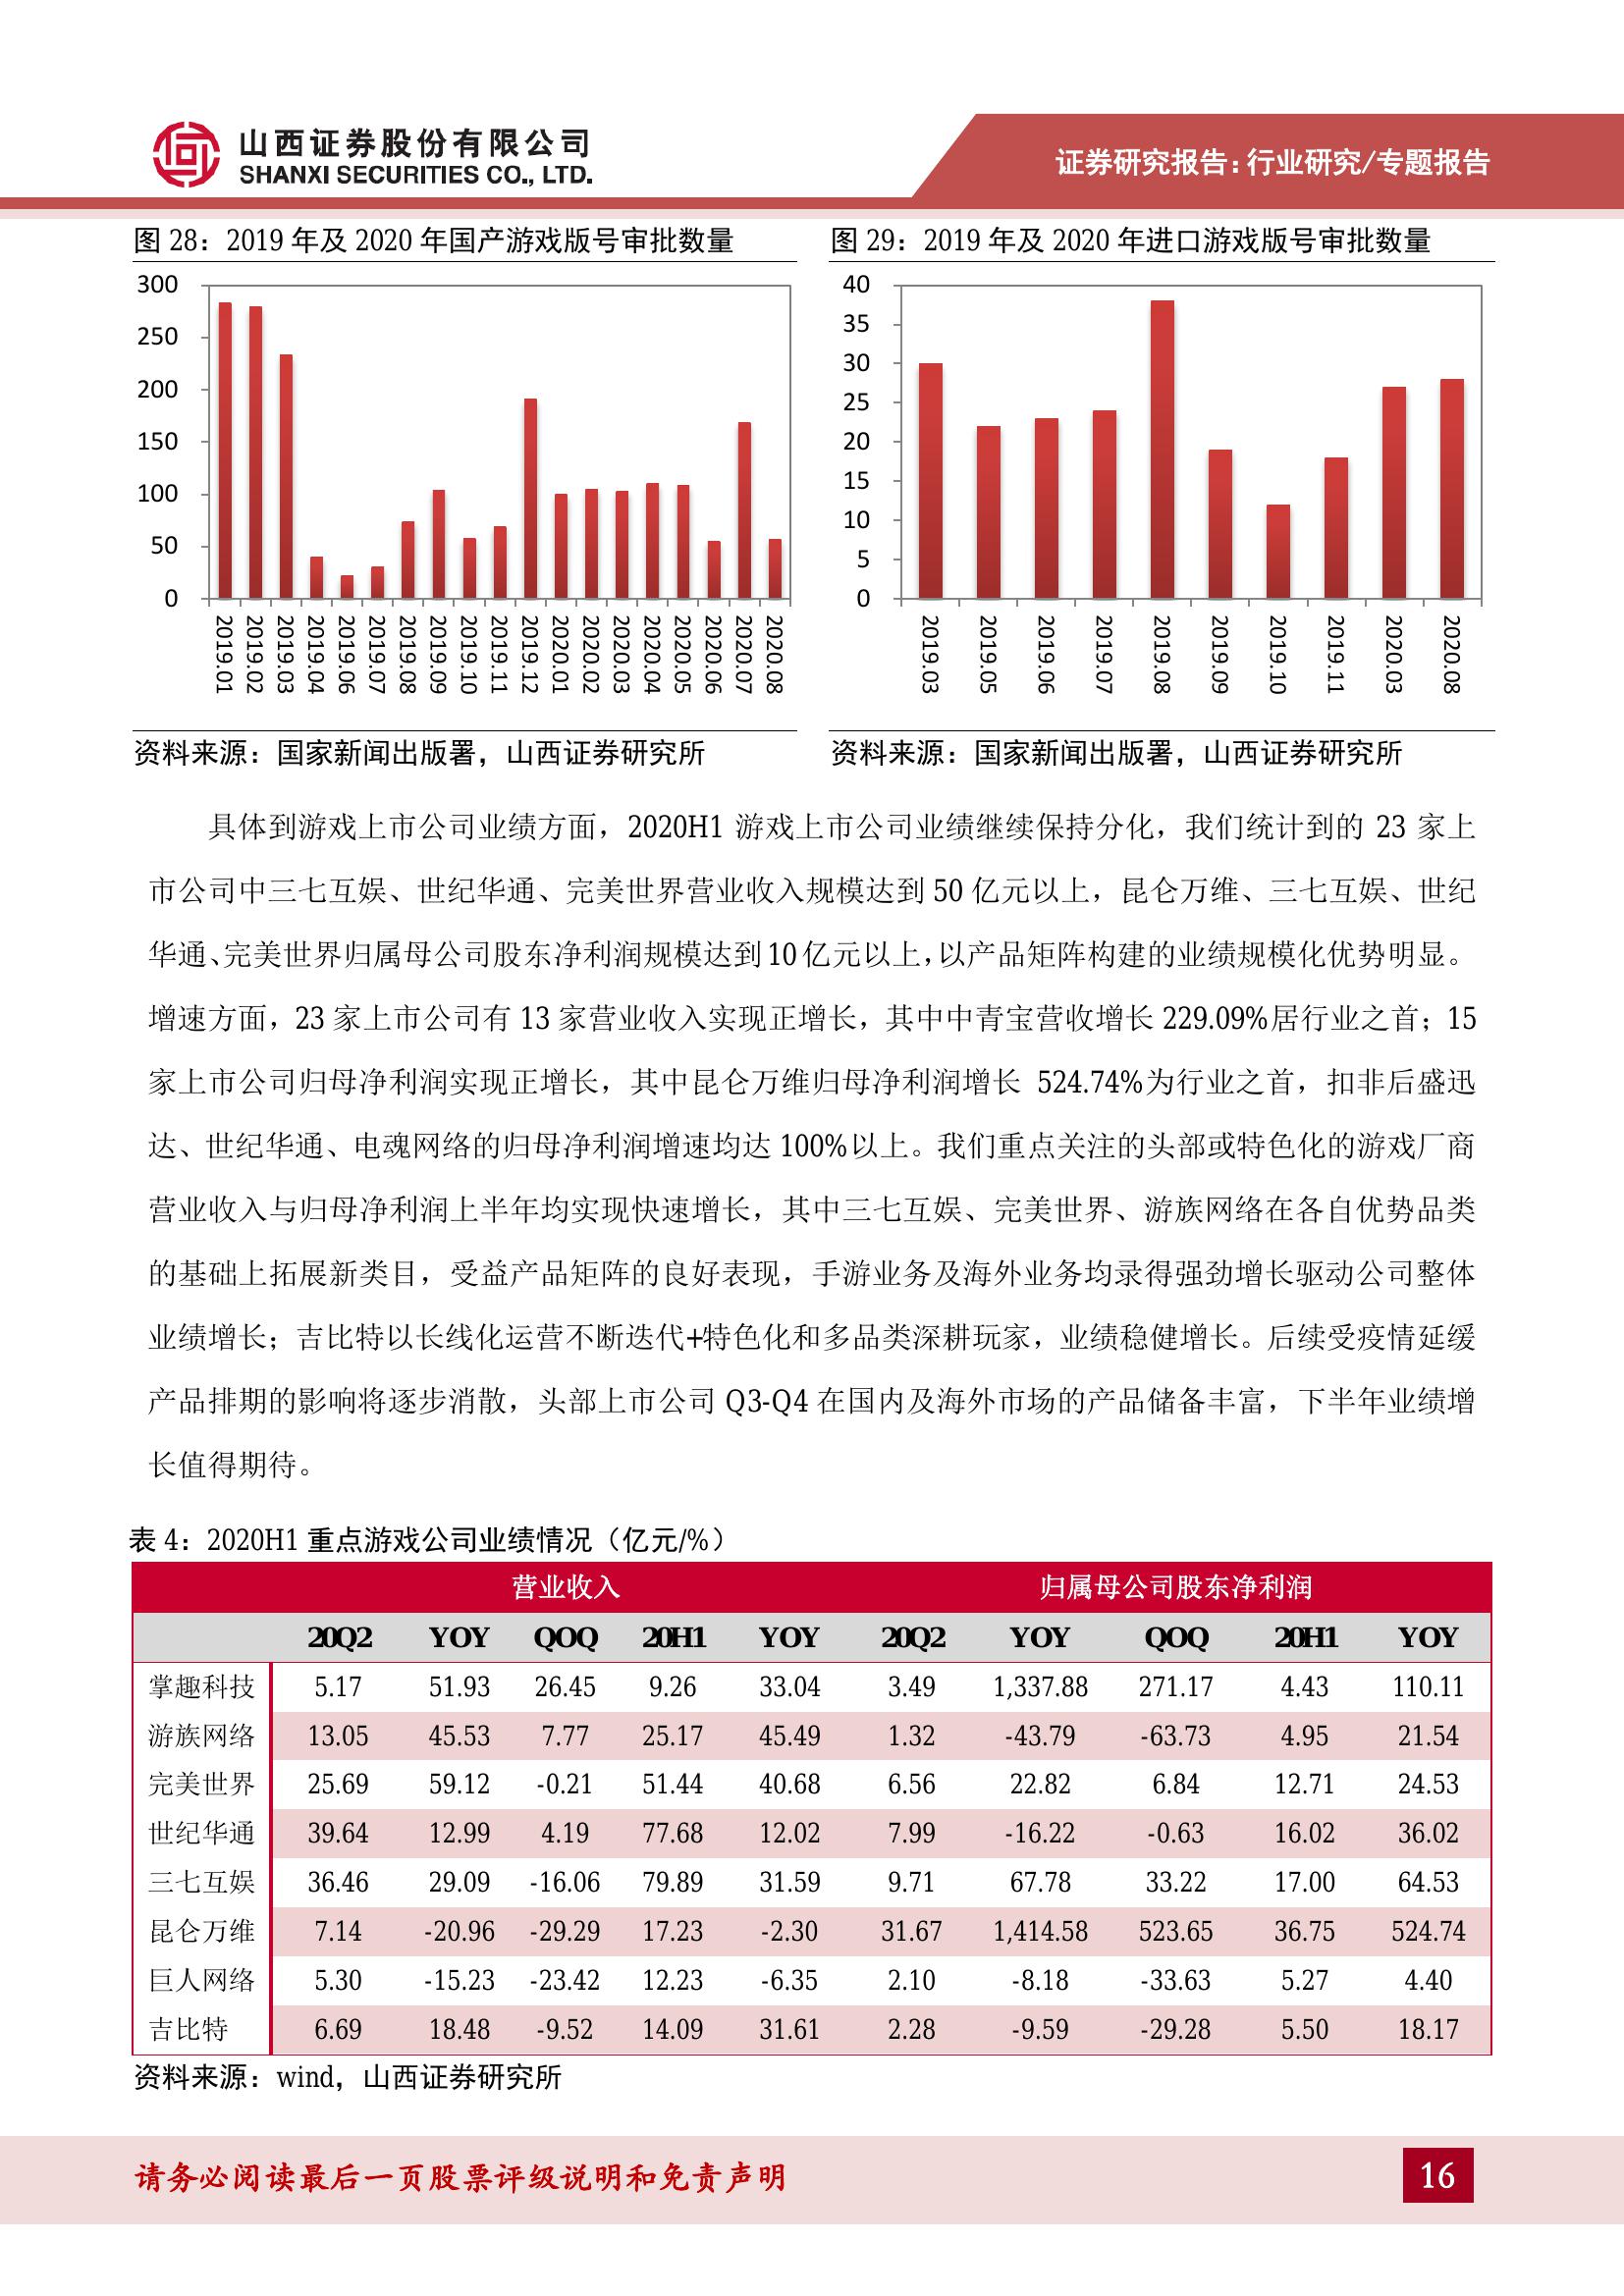 山西证券股份有限公司
SHANXI SECURITIES CO., LTD.
证券研究报告:行业研究/专题报告
图 28：2019 年及 2020 年国产游戏版号审批数量
300
250
200
150
100
50
0
2019.01 2019.02 2019.03 2019.04 2019.06 2019.07 2019.08 2019.09 2019.10 2019.11 2019.12 2020.01 2020.02 2020.03 2020.04 2020.05 2020.06 2020.07 2020.08
资料来源：国家新闻出版署，山西证券研究所
图 29：2019 年及 2020 年进口游戏版号审批数量
40
35
30
25
20
15
10
5
0
2019.03 2019.05 2019.06 2019.07 2019.08 2019.09 2019.10 2019.11 2020.03 2020.08
资料来源：国家新闻出版署，山西证券研究所
具体到游戏上市公司业绩方面，2020H1 游戏上市公司业绩继续保持分化，我们统计到的 23 家上
市公司中三七互娱、世纪华通、完美世界营业收入规模达到 50 亿元以上，昆仑万维、三七互娱、世纪
华通、完美世界归属母公司股东净利润规模达到 10 亿元以上，以产品矩阵构建的业绩规模化优势明显。
增速方面，23 家上市公司有 13 家营业收入实现正增长，其中中青宝营收增长 229.09%居行业之首；15
家上市公司归母净利润实现正增长，其中昆仑万维归母净利润增长 524.74%为行业之首，扣非后盛迅
达、世纪华通、电魂网络的归母净利润增速均达 100%以上。我们重点关注的头部或特色化的游戏厂商
营业收入与归母净利润上半年均实现快速增长，其中三七互娱、完美世界、游族网络在各自优势品类
的基础上拓展新类目，受益产品矩阵的良好表现，手游业务及海外业务均录得强劲增长驱动公司整体
业绩增长；吉比特以长线化运营不断迭代+特色化和多品类深耕玩家，业绩稳健增长。后续受疫情延缓
产品排期的影响将逐步消散，头部上市公司 Q3-Q4 在国内及海外市场的产品储备丰富，下半年业绩增
长值得期待。
表 4：2020H1 重点游戏公司业绩情况（亿元/%）
营业收入 归属母公司股东净利润
20Q2 YOY QOQ 20H1 YOY 20Q2 YOY QOQ 20H1 YOY
掌趣科技 5.17 51.93 26.45 9.26 33.04 3.49 1,337.88 271.17 4.43 110.11
游族网络 13.05 45.53 7.77 25.17 45.49 1.32 -43.79 -63.73 4.95 21.54
完美世界 25.69 59.12 -0.21 51.44 40.68 6.56 22.82 6.84 12.71 24.53
世纪华通 39.64 12.99 4.19 77.68 12.02 7.99 -16.22 -0.63 16.02 36.02
三七互娱 36.46 29.09 -16.06 79.89 31.59 9.71 67.78 33.22 17.00 64.53
昆仑万维 7.14 -20.96 -29.29 17.23 -2.30 31.67 1,414.58 523.65 36.75 524.74
巨人网络 5.30 -15.23 -23.42 12.23 -6.35 2.10 -8.18 -33.63 5.27 4.40
吉比特 6.69 18.48 -9.52 14.09 31.61 2.28 -9.59 -29.28 5.50 18.17
资料来源：wind，山西证券研究所
请务必阅读最后一页股票评级说明和免责声明
16